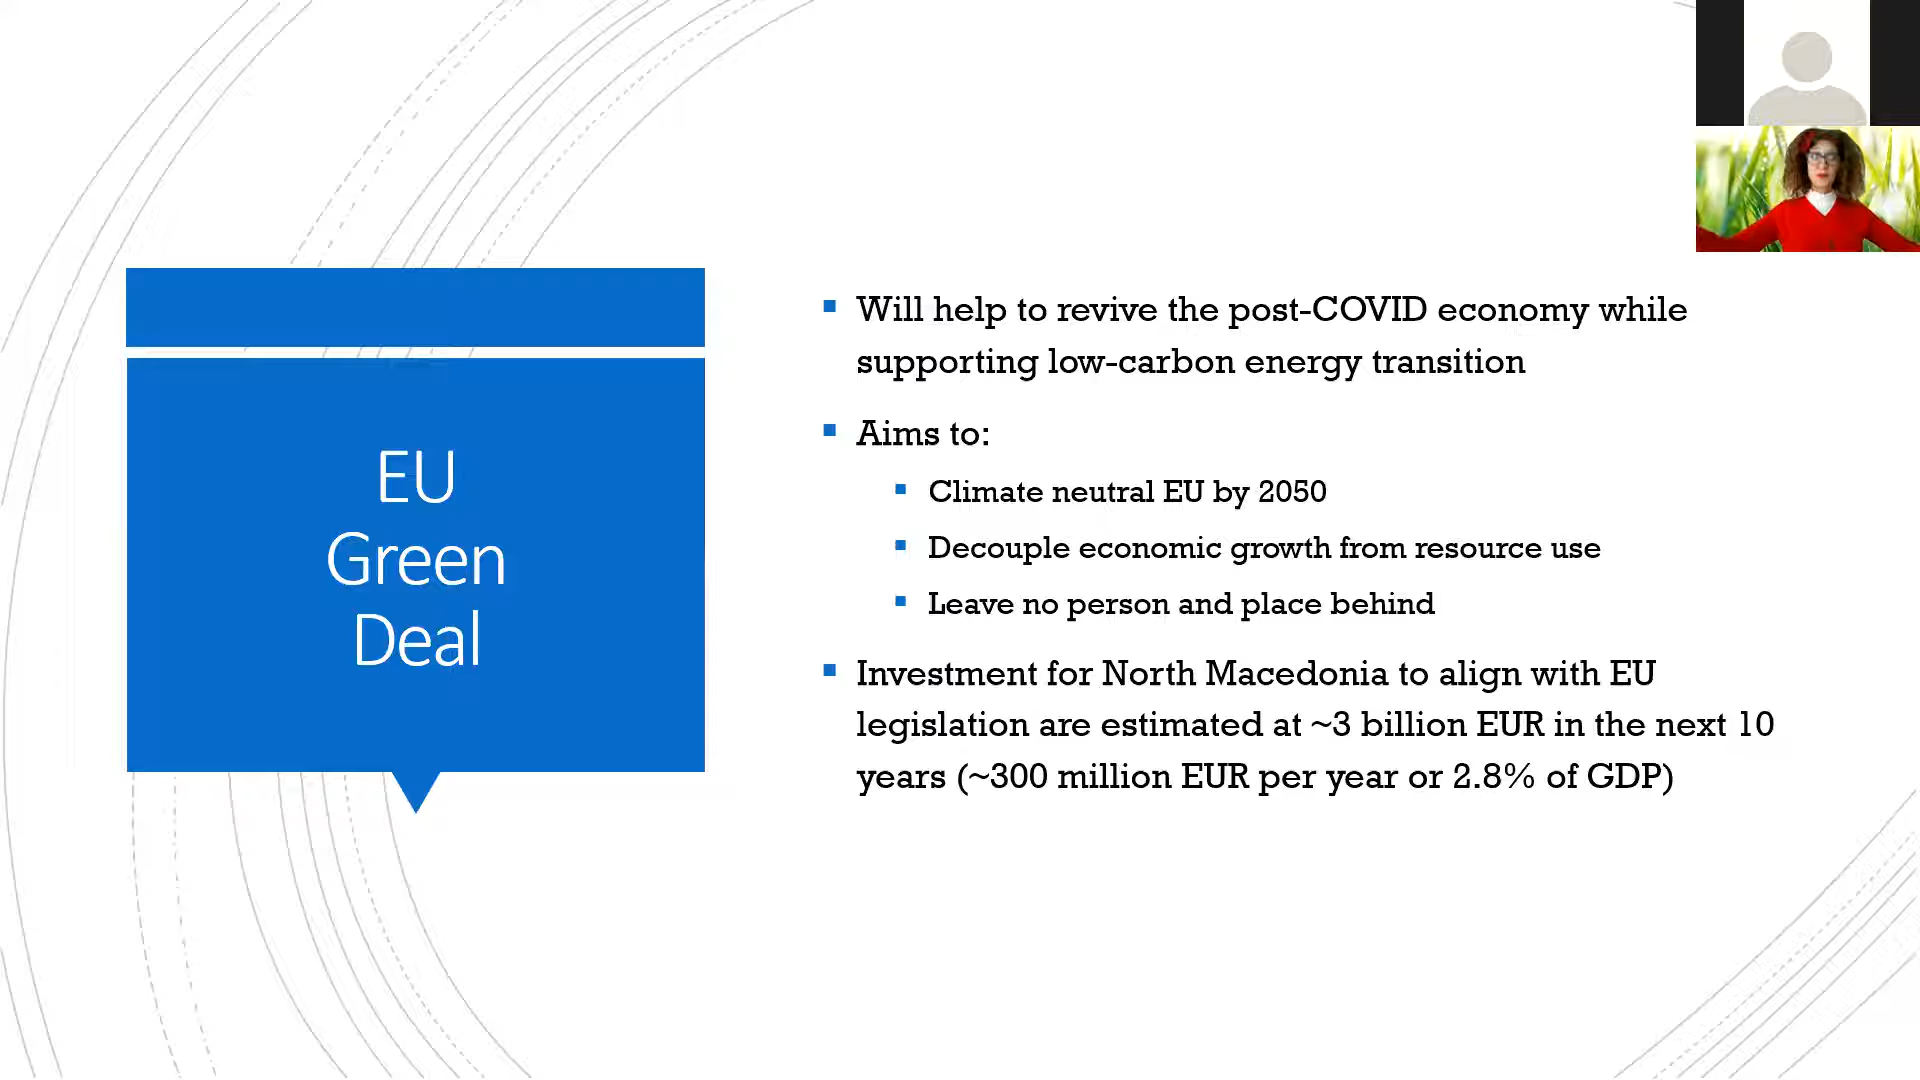 EU
Green
Deal
Will help to revive the post-COVID economy while
supporting low-carbon energy transition
Aims to:
Climate neutral EU by 2050
Decouple economic growth from resource use
Leave no person and place behind
Investment for North Macedonia to align with EU
legislation are estimated at ~3 billion EUR in the next 10
years (~300 million EUR per year or 2.8% of GDP)